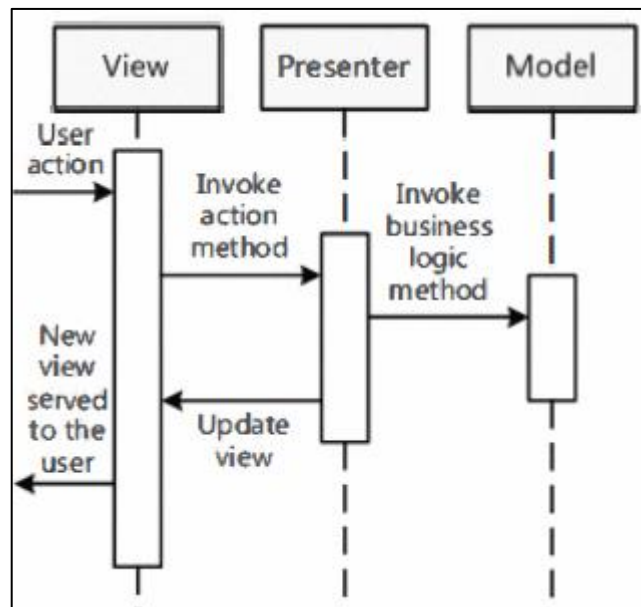 View
Presenter
Model
User
action
Invoke
action
method
Invoke
business
logic
method
New
view
served
to the
user
Update
view